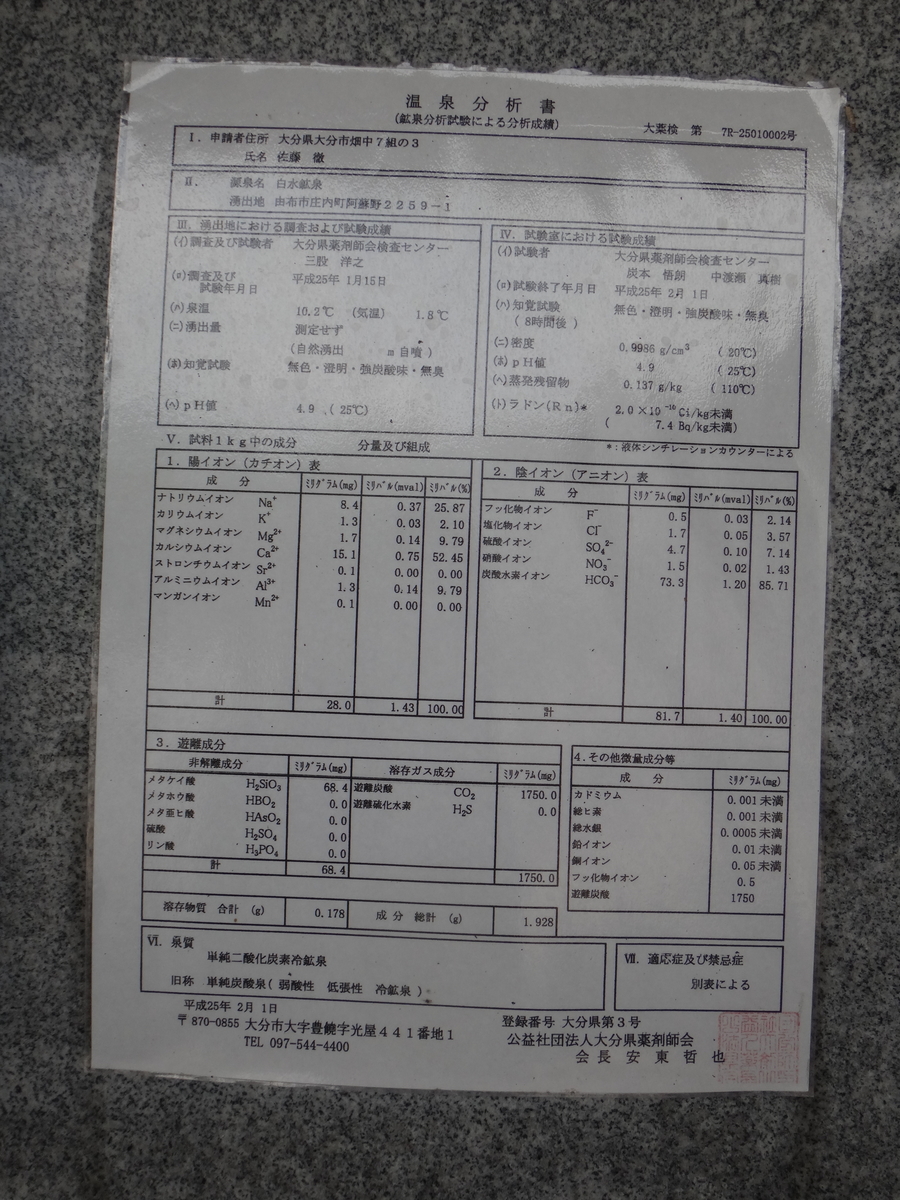 温泉分析書
(鉱泉分析試験による分析成績)
大薬検 第 7R-25010002号
Ⅰ. 申請者住所 大分県大分市畑中7組の3
氏名 佐藤 徹
Ⅱ. 源泉名 白水鉱泉
湧出地 由布市庄内町阿蘇野2259-1
Ⅲ. 湧出地における調査および試験成績
(イ)調査及び試験者 大分県薬剤師会検査センター
三股 洋之
(ロ)調査及び
試験年月日 平成25年 1月15日
(ハ)泉温 10.2℃ (気温) 1.8℃
(ニ)湧出量 測定せず
(自然湧出 m 自噴)
(ホ)知覚試験 無色・澄明・強炭酸味・無臭
(ヘ)pH値 4.9 (25℃)
Ⅳ. 試験室における試験成績
(イ)試験者 大分県薬剤師会検査センター
炭本 悟朗 中渡瀬 真樹
(ロ)試験終了年月日 平成25年 2月 1日
(ハ)知覚試験 無色・澄明・強炭酸味・無臭
(8時間後)
(ニ)密度 0.9986 g/cm³ (20℃)
(ホ)pH値 4.9 (25℃)
(ヘ)蒸発残留物 0.137 g/kg (110℃)
(ト)ラドン(Rn)* 2.0×10⁻¹⁰ Ci/kg未満
( 7.4 Bq/kg未満)
*:液体シンチレーションカウンターによる
Ⅴ. 試料1kg中の成分 分量及び組成
1. 陽イオン(カチオン)表
成 分 ミリグラム(mg) ミリバル(mval) ミリバル(%)
ナトリウムイオン Na⁺ 8.4 0.37 25.87
カリウムイオン K⁺ 1.3 0.03 2.10
マグネシウムイオン Mg²⁺ 1.7 0.14 9.79
カルシウムイオン Ca²⁺ 15.1 0.75 52.45
ストロンチウムイオン Sr²⁺ 0.1 0.00 0.00
アルミニウムイオン Al³⁺ 1.3 0.14 9.79
マンガンイオン Mn²⁺ 0.1 0.00 0.00
計 28.0 1.43 100.00
2. 陰イオン(アニオン)表
成 分 ミリグラム(mg) ミリバル(mval) ミリバル(%)
フッ化物イオン F⁻ 0.5 0.03 2.14
塩化物イオン Cl⁻ 1.7 0.05 3.57
硫酸イオン SO₄²⁻ 4.7 0.10 7.14
硝酸イオン NO₃⁻ 1.5 0.02 1.43
炭酸水素イオン HCO₃⁻ 73.3 1.20 85.71
計 81.7 1.40 100.00
3. 遊離成分
非解離成分 ミリグラム(mg) 溶存ガス成分 ミリグラム(mg)
メタケイ酸 H₂SiO₃ 68.4 遊離炭酸 CO₂ 1750.0
メタホウ酸 HBO₂ 0.0 遊離硫化水素 H₂S 0.0
メタ亜ヒ酸 HAsO₂ 0.0
硫酸 H₂SO₄ 0.0
リン酸 H₃PO₄ 0.0
計 68.4 1750.0
4.その他微量成分等
成 分 ミリグラム(mg)
カドミウム 0.001 未満
総ヒ素 0.001 未満
総水銀 0.0005 未満
鉛イオン 0.01 未満
銅イオン 0.05 未満
フッ化物イオン 0.5
遊離炭酸 1750
溶存物質 合計 (g) 0.178 成 分 総計 (g) 1.928
Ⅵ. 泉質
単純二酸化炭素冷鉱泉
旧称 単純炭酸泉(弱酸性 低張性 冷鉱泉)
Ⅶ. 適応症及び禁忌症
別表による
平成25年 2月 1日
〒870-0855 大分市大字豊饒字光屋441番地1
TEL 097-544-4400
登録番号 大分県第3号
公益社団法人大分県薬剤師会
会長 安東哲也